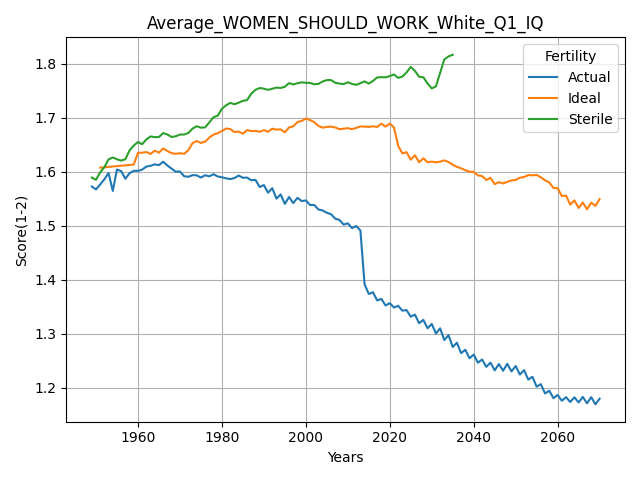 Average_WOMEN_SHOULD_WORK_White_Q1_IQ
Fertility
Actual
Ideal
Sterile
Score(1-2)
1.8
1.7
1.6
1.5
1.4
1.3
1.2
1960 1980 2000 2020 2040 2060
Years